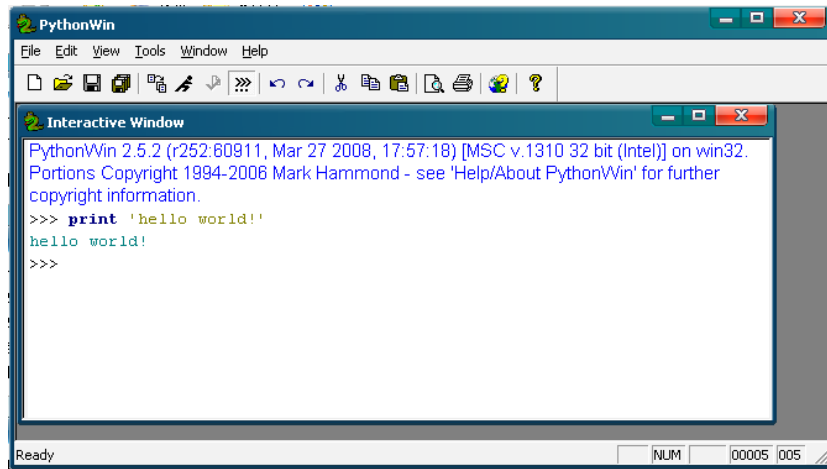 PythonWin
File Edit View Tools Window Help
Interactive Window
PythonWin 2.5.2 (r252:60911, Mar 27 2008, 17:57:18) [MSC v.1310 32 bit (Intel)] on win32.
Portions Copyright 1994-2006 Mark Hammond - see 'Help/About PythonWin' for further
copyright information.
>>> print 'hello world!'
hello world!
>>>
Ready NUM 00005 005